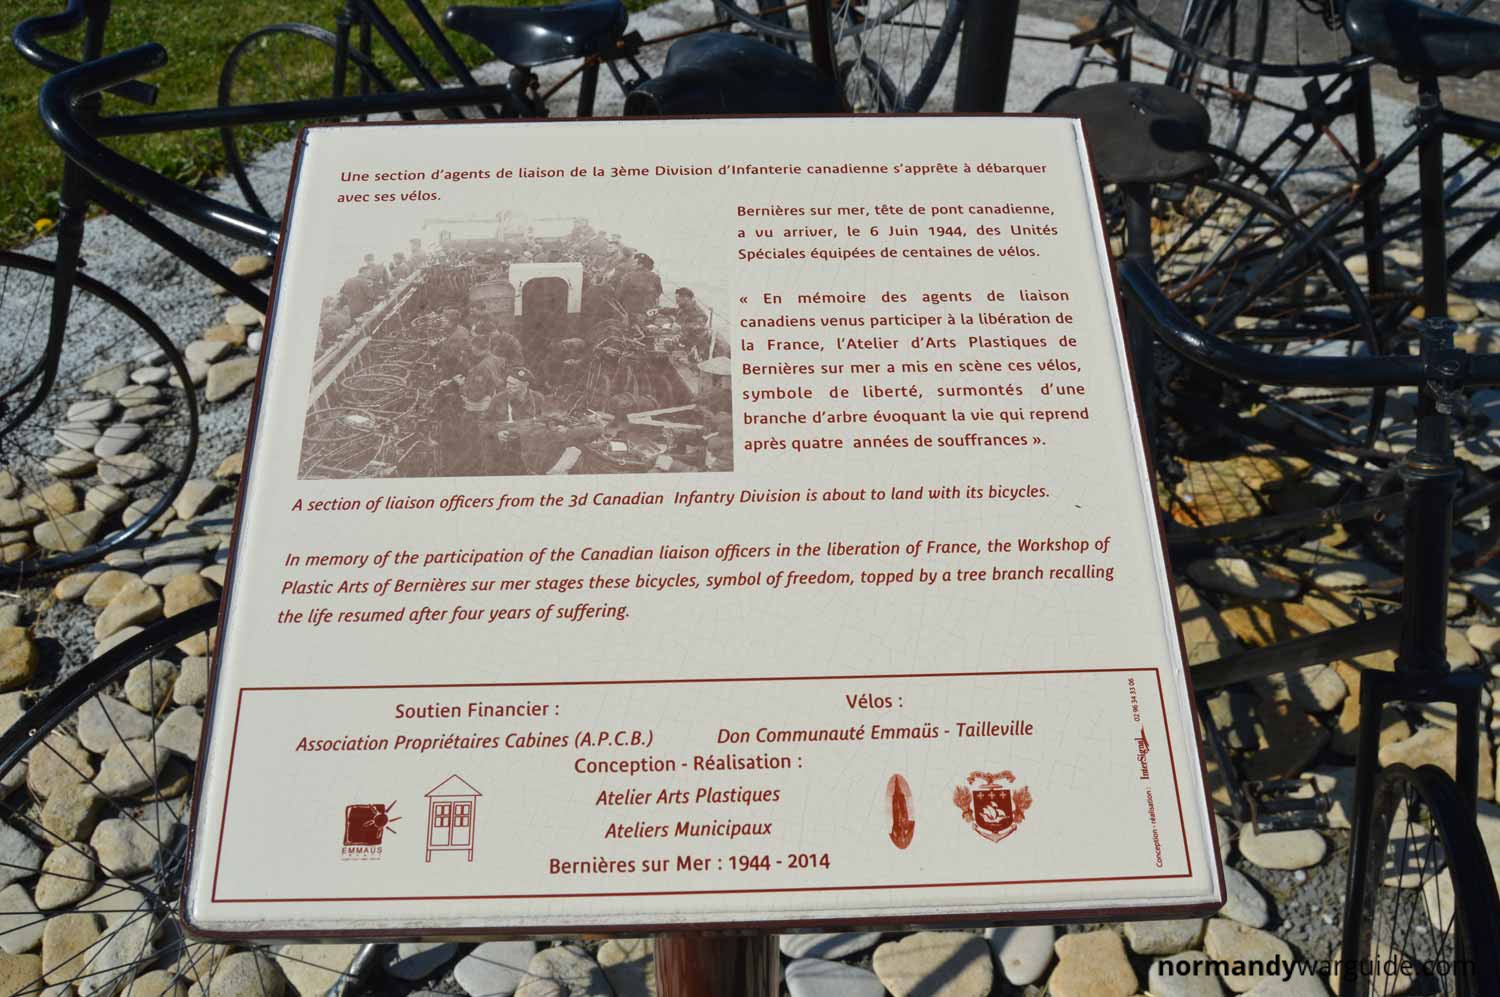 Une section d'agents de liaison de la 3ème Division d'Infanterie canadienne s'apprête à débarquer
avec ses vélos.
Bernières sur mer, tête de pont canadienne,
a vu arriver, le 6 Juin 1944, des Unités
Spéciales équipées de centaines de vélos.
« En mémoire des agents de liaison
canadiens venus participer à la libération de
la France, l'Atelier d'Arts Plastiques de
Bernières sur mer a mis en scène ces vélos,
symbole de liberté, surmontés d'une
branche d'arbre évoquant la vie qui reprend
après quatre années de souffrances ».
A section of liaison officers from the 3d Canadian Infantry Division is about to land with its bicycles.
In memory of the participation of the Canadian liaison officers in the liberation of France, the Workshop of
Plastic Arts of Bernières sur mer stages these bicycles, symbol of freedom, topped by a tree branch recalling
the life resumed after four years of suffering.
Soutien Financier :
Association Propriétaires Cabines (A.P.C.B.)
Vélos :
Don Communauté Emmaüs - Tailleville
Conception - Réalisation :
Atelier Arts Plastiques
Ateliers Municipaux
Bernières sur Mer : 1944 - 2014
EMMAÜS
Conception - réalisation :
InterSignal
02 96 34 33 06
normandywarguide.com